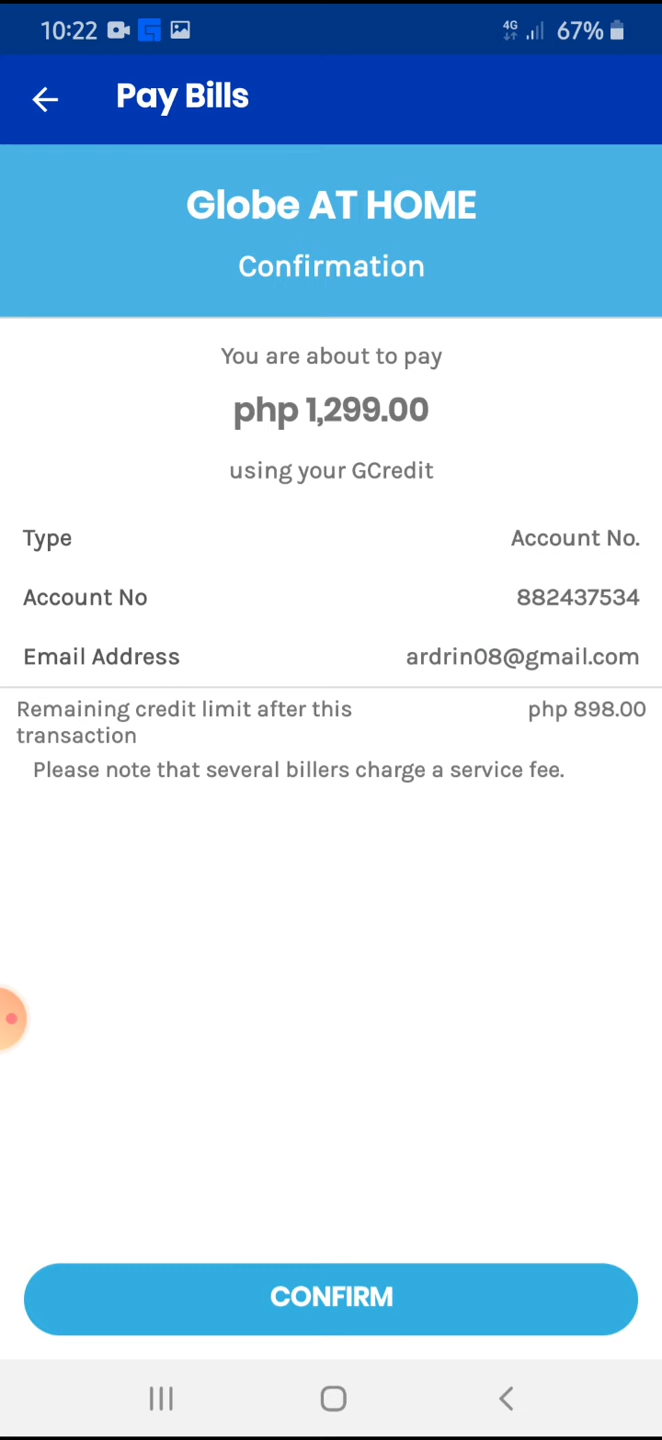 10:22 4G 67%
Pay Bills
Globe AT HOME
Confirmation
You are about to pay
php 1,299.00
using your GCredit
Type Account No.
Account No 882437534
Email Address ardrin08@gmail.com
Remaining credit limit after this php 898.00
transaction
Please note that several billers charge a service fee.
CONFIRM